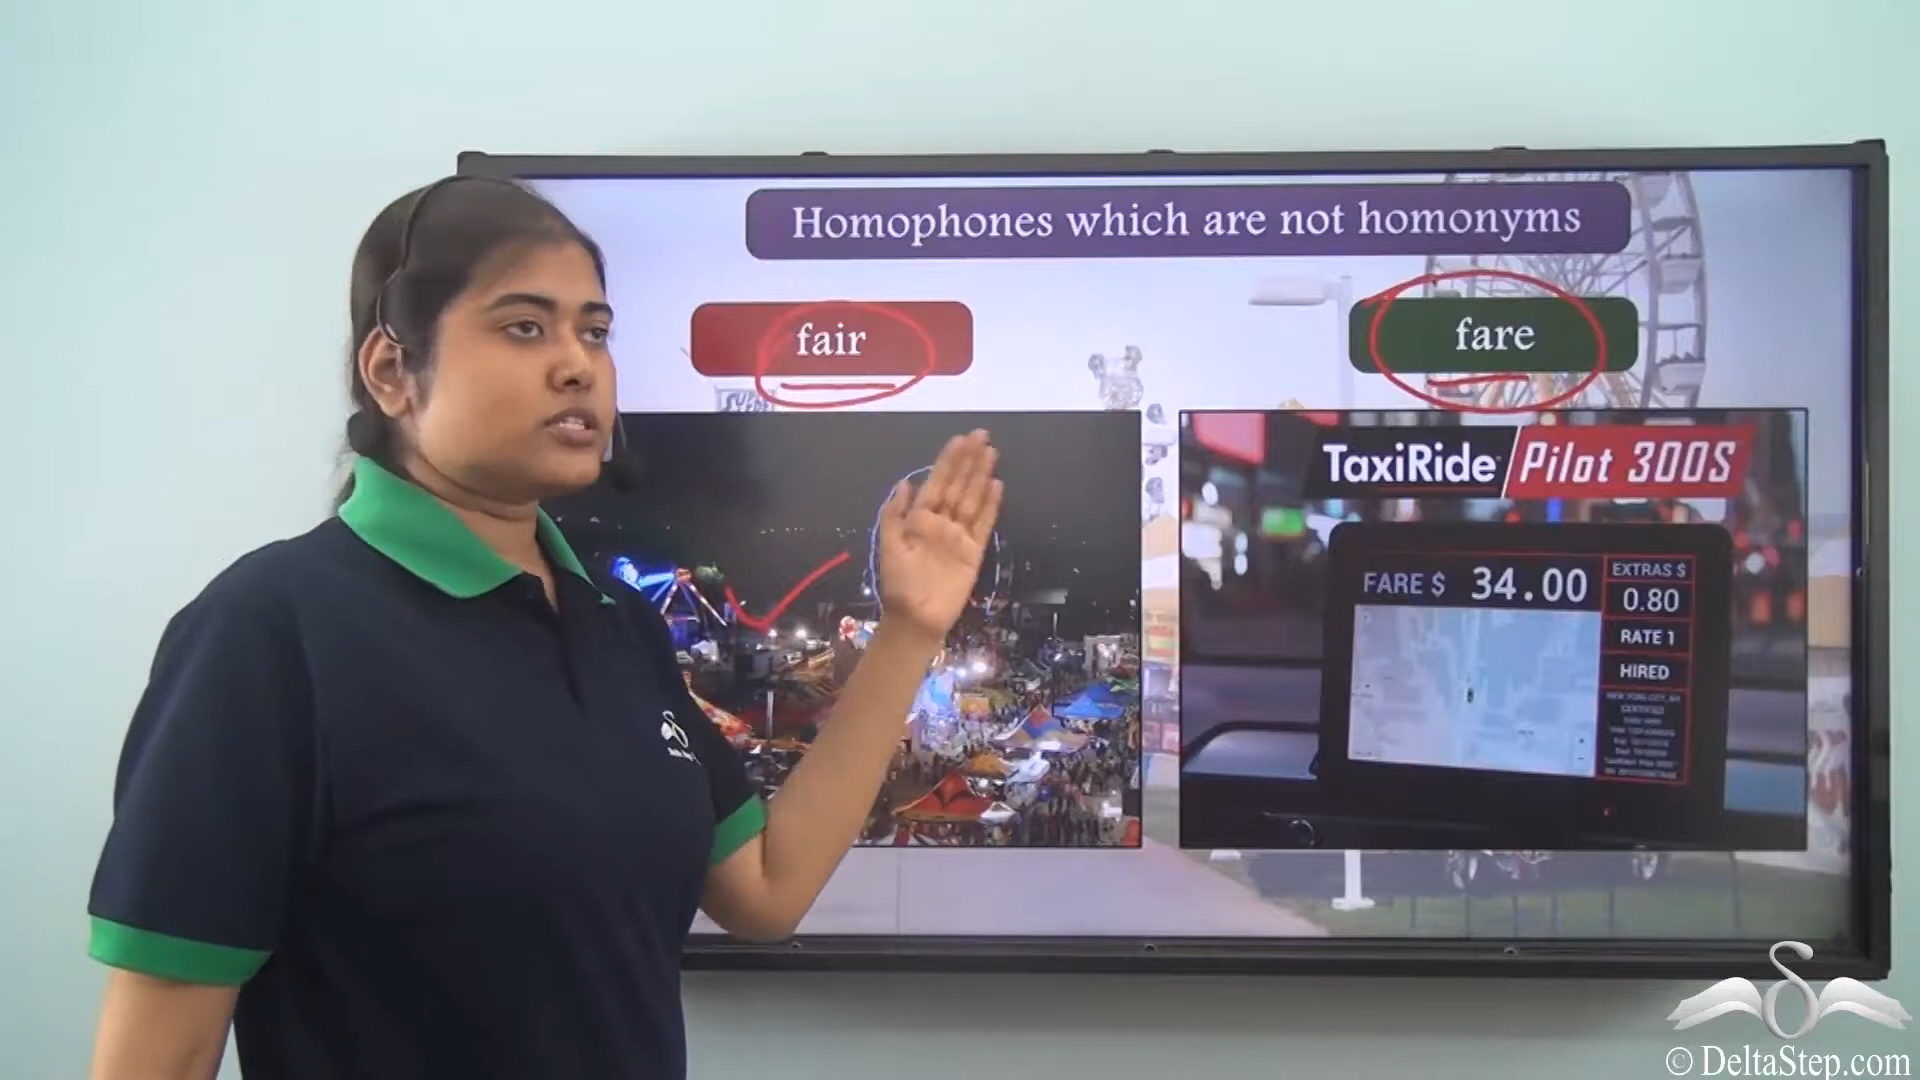 Homophones which are not homonyms
fair
fare
TaxiRide Pilot 300S
FARE $ 34.00
EXTRAS $
0.80
RATE 1
HIRED
© DeltaStep.com